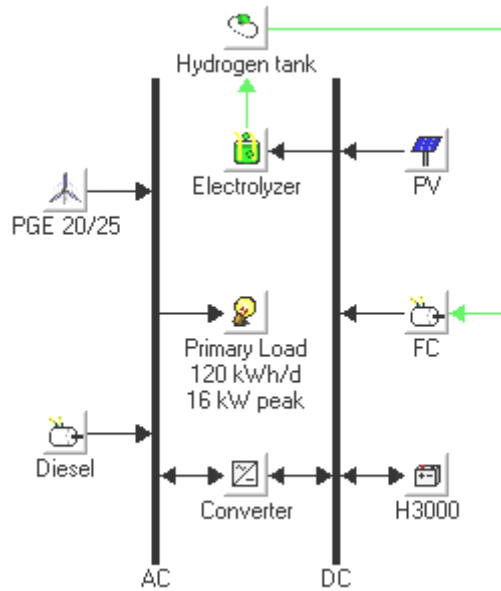 Hydrogen tank
Electrolyzer
PV
PGE 20/25
Primary Load
120 kWh/d
16 kW peak
FC
Diesel
Converter
H3000
AC
DC